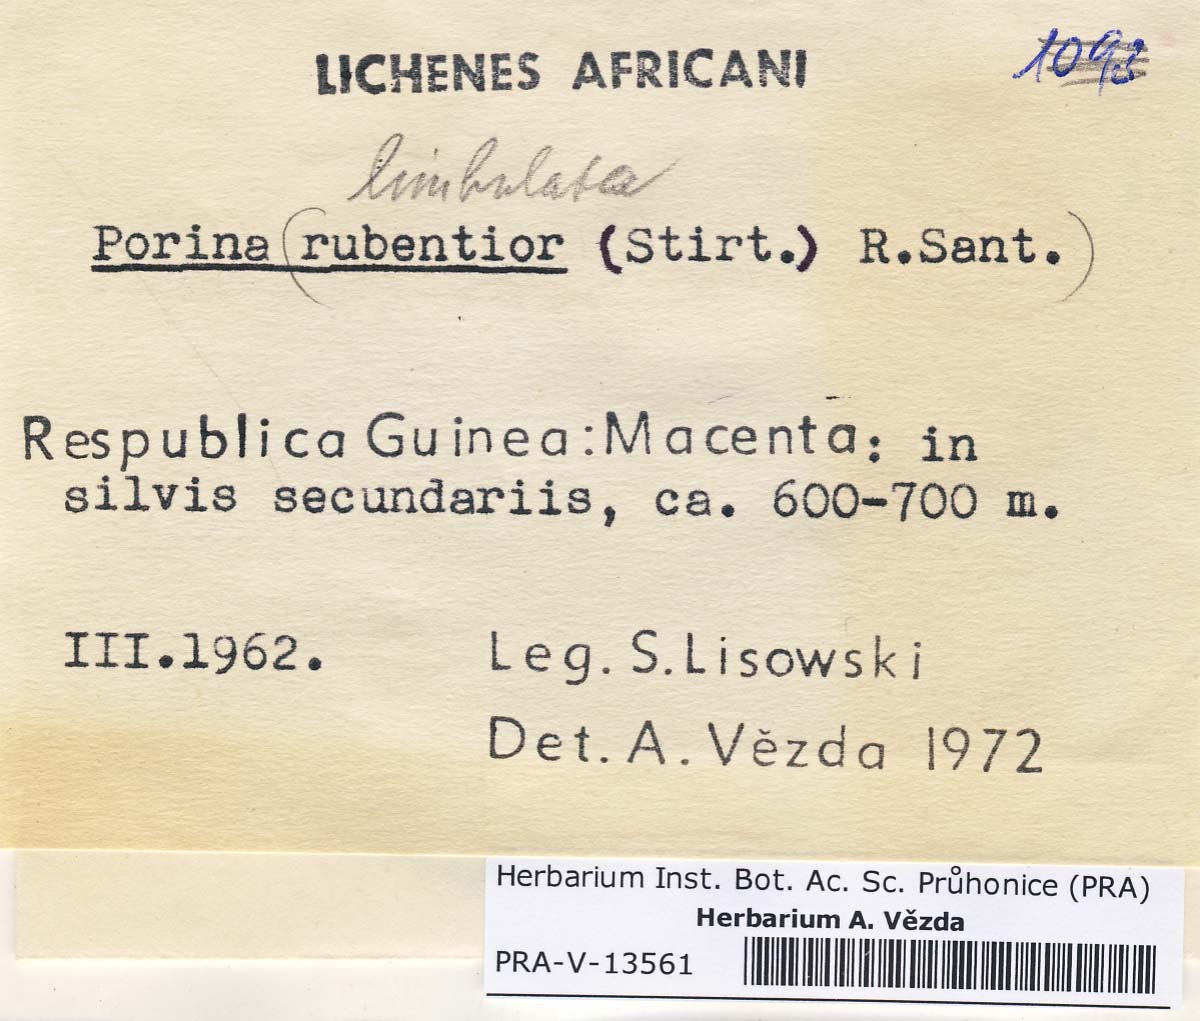 LICHENES AFRICANI
1093
limbulata
Porina (rubentior (Stirt.) R.Sant.)
Respublica Guinea: Macenta: in
silvis secundariis, ca. 600-700 m.
III.1962. Leg. S. Lisowski
Det. A. Vězda 1972
Herbarium Inst. Bot. Ac. Sc. Průhonice (PRA)
Herbarium A. Vězda
PRA-V-13561